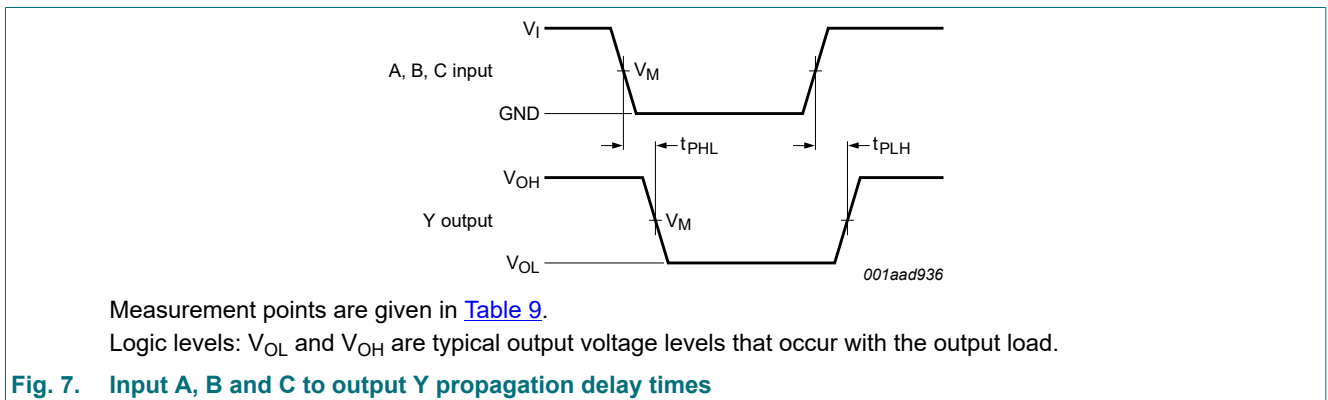 VI
A, B, C input
VM
GND
tPHL
tPLH
VOH
Y output
VM
VOL
001aad936
Measurement points are given in Table 9.
Logic levels: VOL and VOH are typical output voltage levels that occur with the output load.
Fig. 7. Input A, B and C to output Y propagation delay times